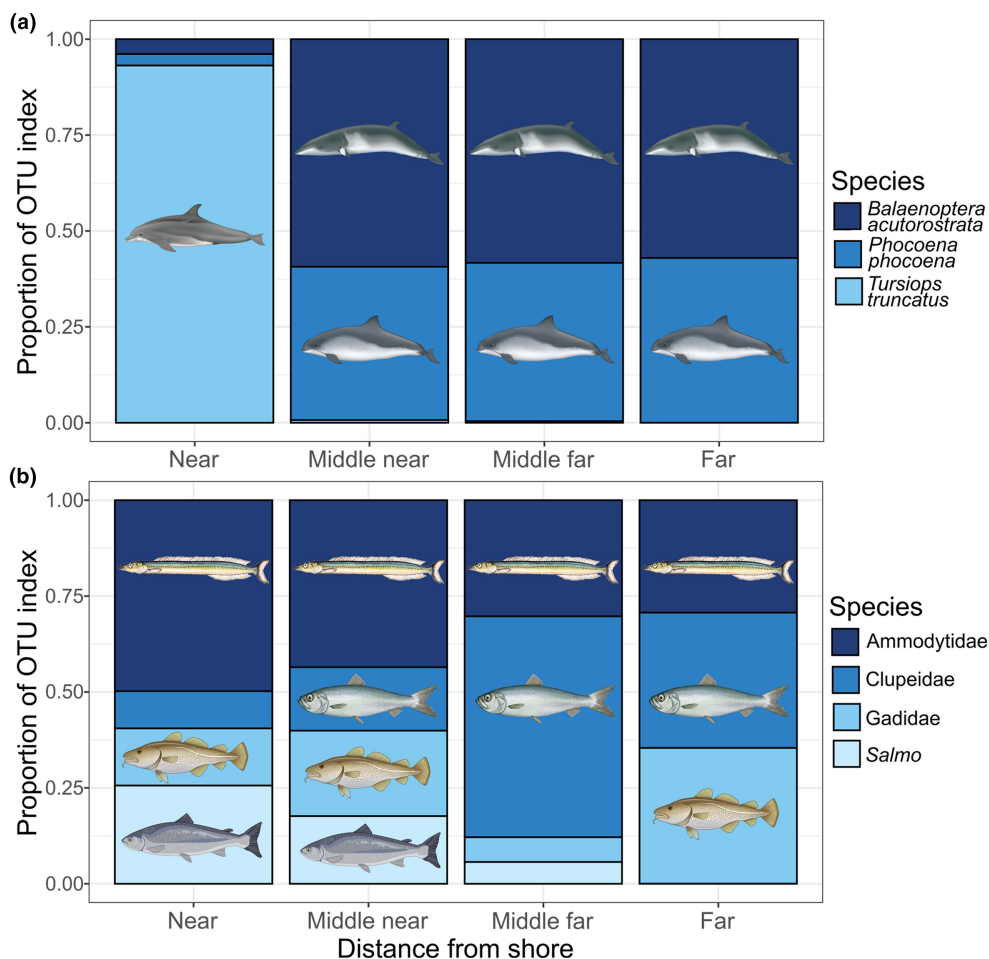 (a)
1.00
0.75
0.50
0.25
0.00
Proportion of OTU index
Near
Middle near
Middle far
Far
Species
Balaenoptera
acutorostrata
Phocoena
phocoena
Tursiops
truncatus
(b)
1.00
0.75
0.50
0.25
0.00
Proportion of OTU index
Near
Middle near
Middle far
Far
Distance from shore
Species
Ammodytidae
Clupeidae
Gadidae
Salmo